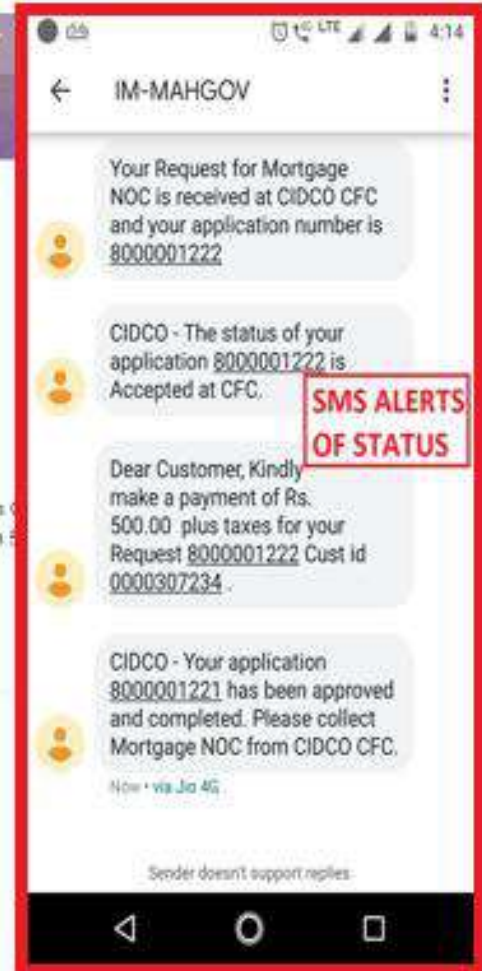 LTE 4:14
IM-MAHGOV
Your Request for Mortgage
NOC is received at CIDCO CFC
and your application number is
8000001222
CIDCO - The status of your
application 8000001222 is
Accepted at CFC.
SMS ALERTS
OF STATUS
Dear Customer, Kindly
make a payment of Rs.
500.00 plus taxes for your
Request 8000001222 Cust id
0000307234 .
CIDCO - Your application
8000001221 has been approved
and completed. Please collect
Mortgage NOC from CIDCO CFC.
Now • via Jio 4G
Sender doesn't support replies